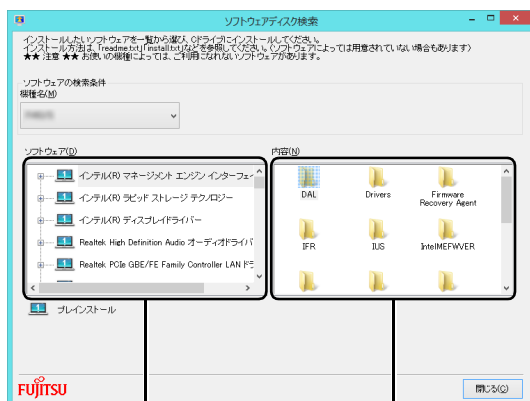 ソフトウェアディスク検索
インストールしたいソフトウェアを一覧から選び、Cドライブにインストールしてください。
インストール方法は、「readme.txt」「install.txt」などを参照してください。(ソフトウェアによっては用意されていない場合もあります)
★★ 注意 ★★ お使いの機種によっては、ご利用になれないソフトウェアがあります。
ソフトウェアの検索条件
機種名(M)
ソフトウェア(D)
内容(N)
インテル(R) マネージメント エンジン インターフェー
インテル(R) ラピッド ストレージ テクノロジー
インテル(R) ディスプレイドライバー
Realtek High Definition Audio オーディオドライバ
Realtek PCIe GBE/FE Family Controller LAN ドラ
DAL
Drivers
Firmware
Recovery Agent
IFR
IUS
IntelMEFWVER
プレインストール
FUJITSU
閉じる(C)